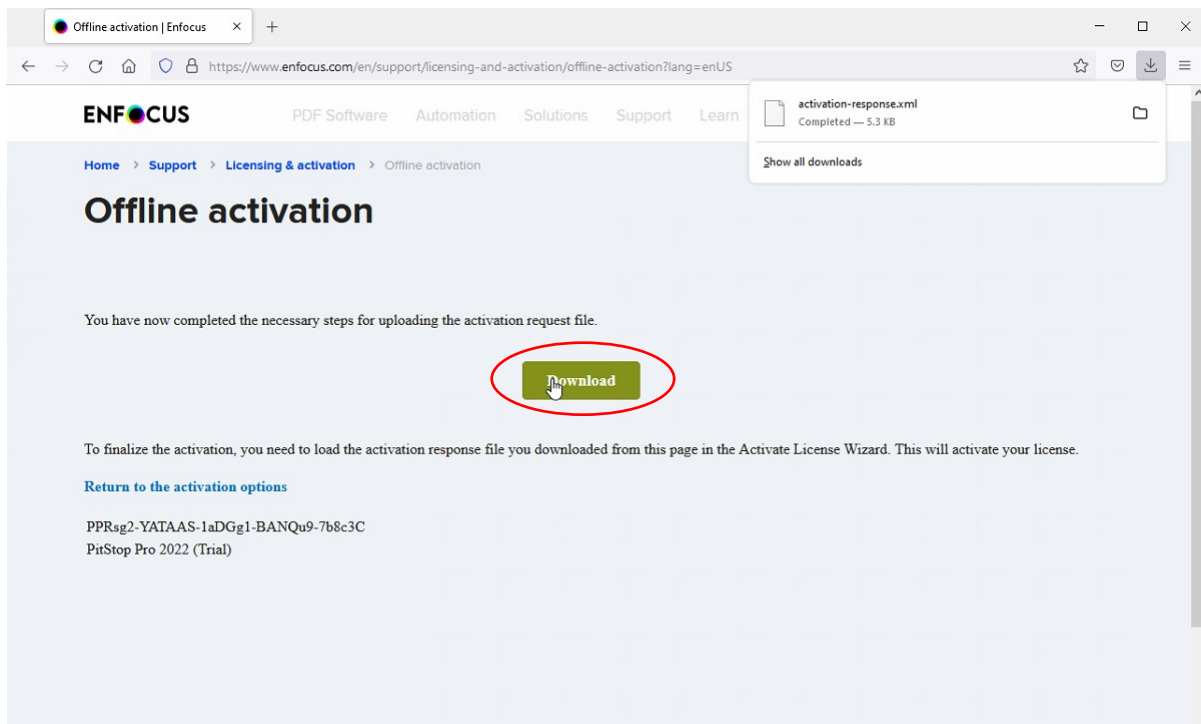 Offline activation | Enfocus
https://www.enfocus.com/en/support/licensing-and-activation/offline-activation?lang=enUS
ENFOCUS
PDF Software Automation Solutions Support Learn
activation-response.xml
Completed — 5.3 KB
Show all downloads
Home > Support > Licensing & activation > Offline activation
Offline activation
You have now completed the necessary steps for uploading the activation request file.
Download
To finalize the activation, you need to load the activation response file you downloaded from this page in the Activate License Wizard. This will activate your license.
Return to the activation options
PPRsg2-YATAAS-1aDGg1-BANQu9-7b8c3C
PitStop Pro 2022 (Trial)